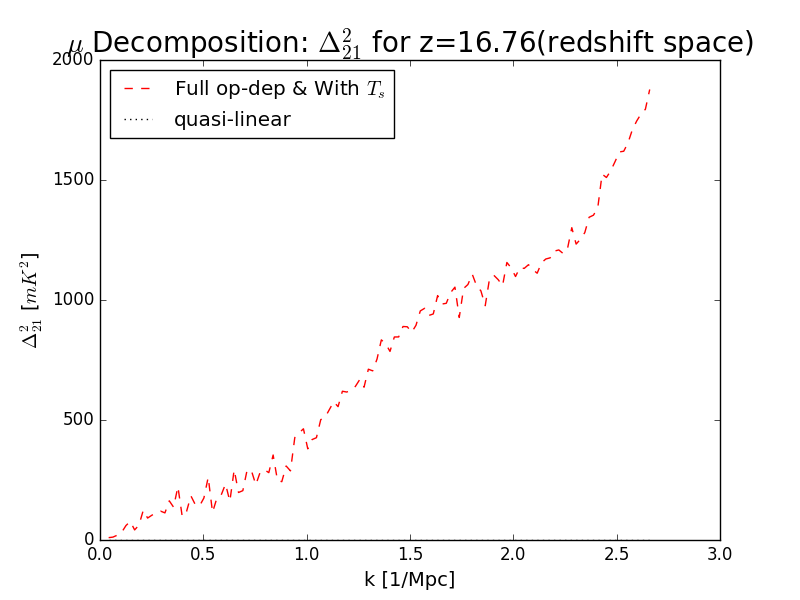 μ Decomposition: Δ²₂₁ for z=16.76(redshift space)
2000
1500
1000
500
0
Full op-dep & With Tₛ
quasi-linear
Δ²₂₁ [mK²]
0.0 0.5 1.0 1.5 2.0 2.5 3.0
k [1/Mpc]